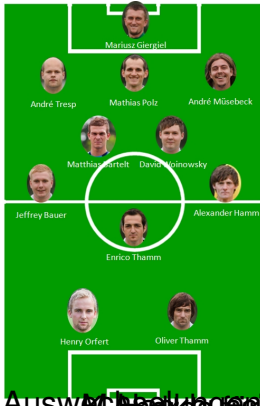 Mariusz Giergiel
André Tresp
Mathias Polz
André Müsebeck
Matthias Bartelt
David Woinowsky
Jeffrey Bauer
Alexander Hamm
Enrico Thamm
Henry Orfert
Oliver Thamm